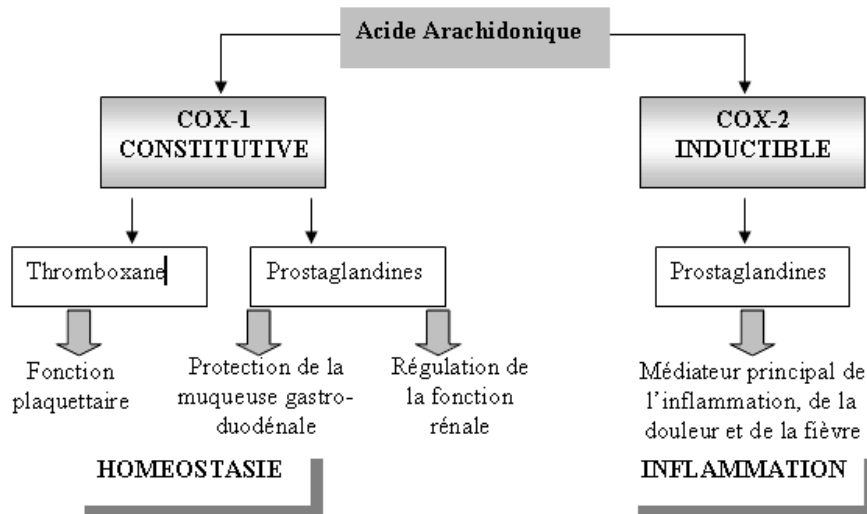 Acide Arachidonique
COX-1
CONSTITUTIVE
COX-2
INDUCTIBLE
Thromboxane
Prostaglandines
Prostaglandines
Fonction
plaquettaire
Protection de la
muqueuse gastro-
duodénale
Régulation de
la fonction
rénale
Médiateur principal de
l’inflammation, de la
douleur et de la fièvre
HOMEOSTASIE
INFLAMMATION